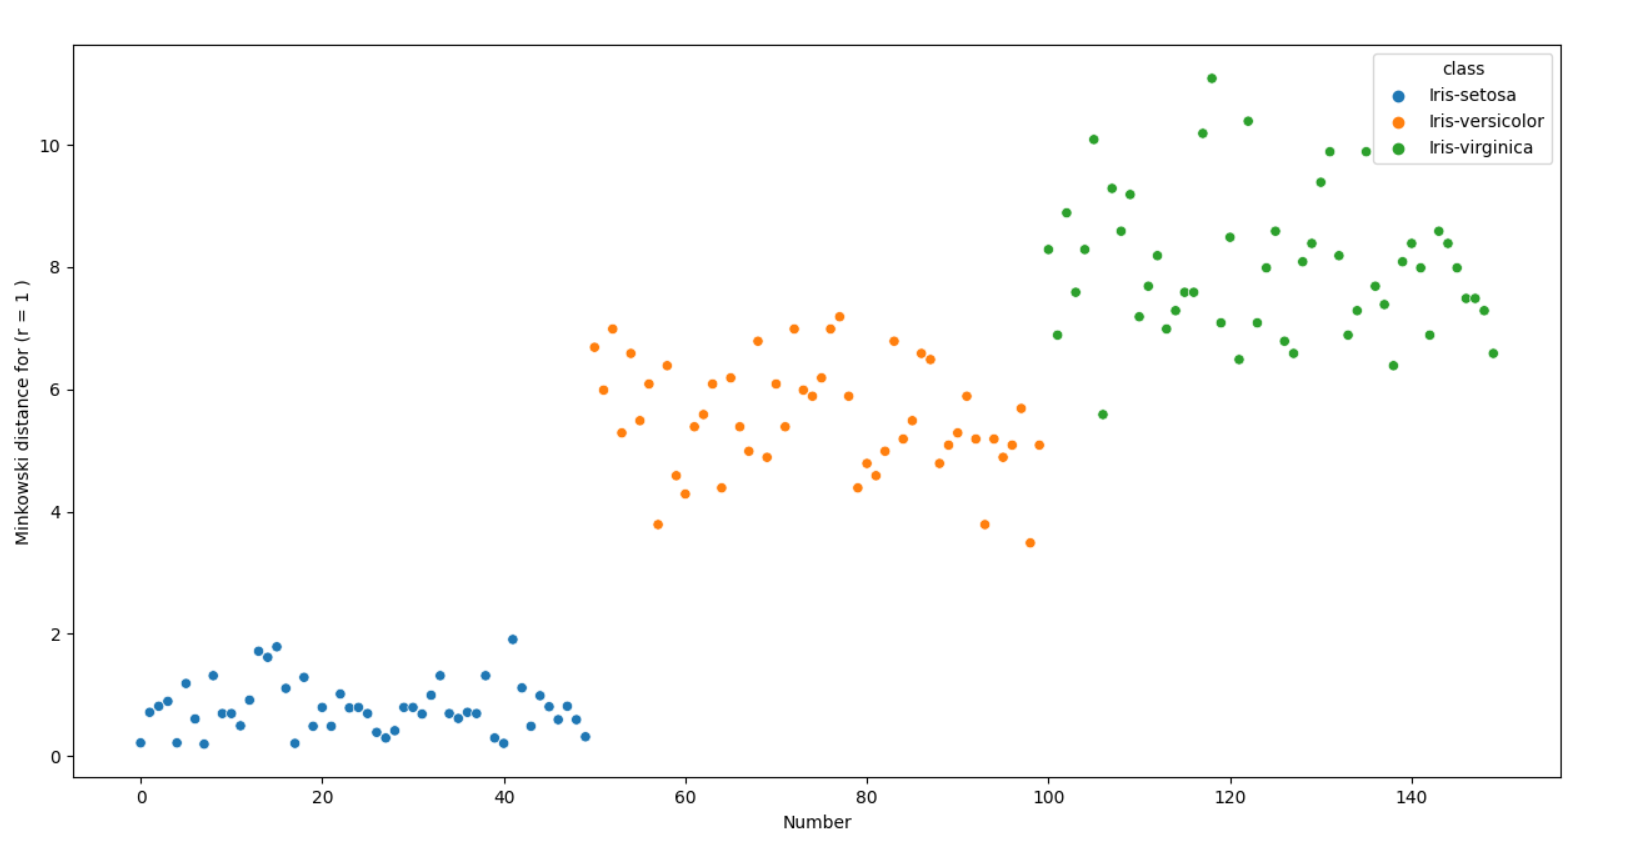 class
Iris-setosa
Iris-versicolor
Iris-virginica
10
8
6
4
2
0
Minkowski distance for (r = 1 )
0 20 40 60 80 100 120 140
Number